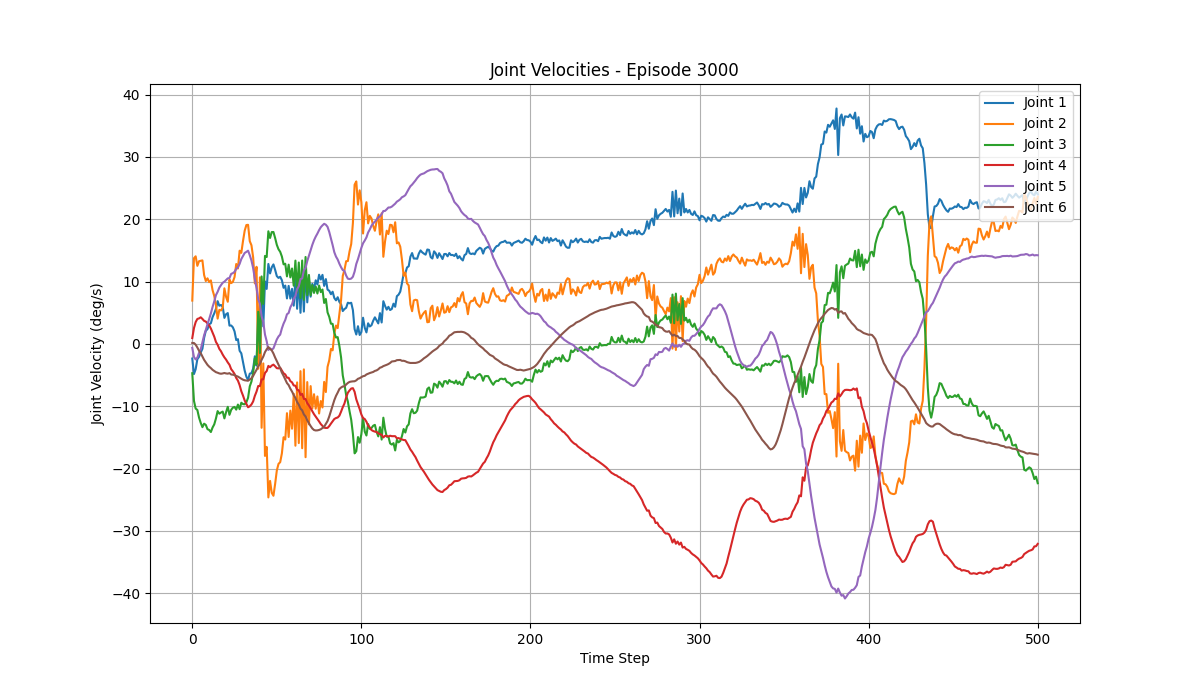 Joint Velocities - Episode 3000
Joint Velocity (deg/s)
40
30
20
10
0
−10
−20
−30
−40
0
100
200
300
400
500
Time Step
Joint 1
Joint 2
Joint 3
Joint 4
Joint 5
Joint 6